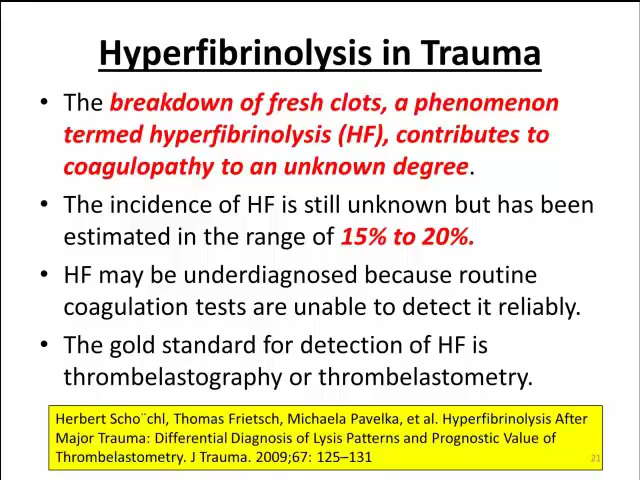 Hyperfibrinolysis in Trauma
• The breakdown of fresh clots, a phenomenon
termed hyperfibrinolysis (HF), contributes to
coagulopathy to an unknown degree.
• The incidence of HF is still unknown but has been
estimated in the range of 15% to 20%.
• HF may be underdiagnosed because routine
coagulation tests are unable to detect it reliably.
• The gold standard for detection of HF is
thrombelastography or thrombelastometry.
Herbert Scho¨chl, Thomas Frietsch, Michaela Pavelka, et al. Hyperfibrinolysis After
Major Trauma: Differential Diagnosis of Lysis Patterns and Prognostic Value of
Thrombelastometry. J Trauma. 2009;67: 125–131
21